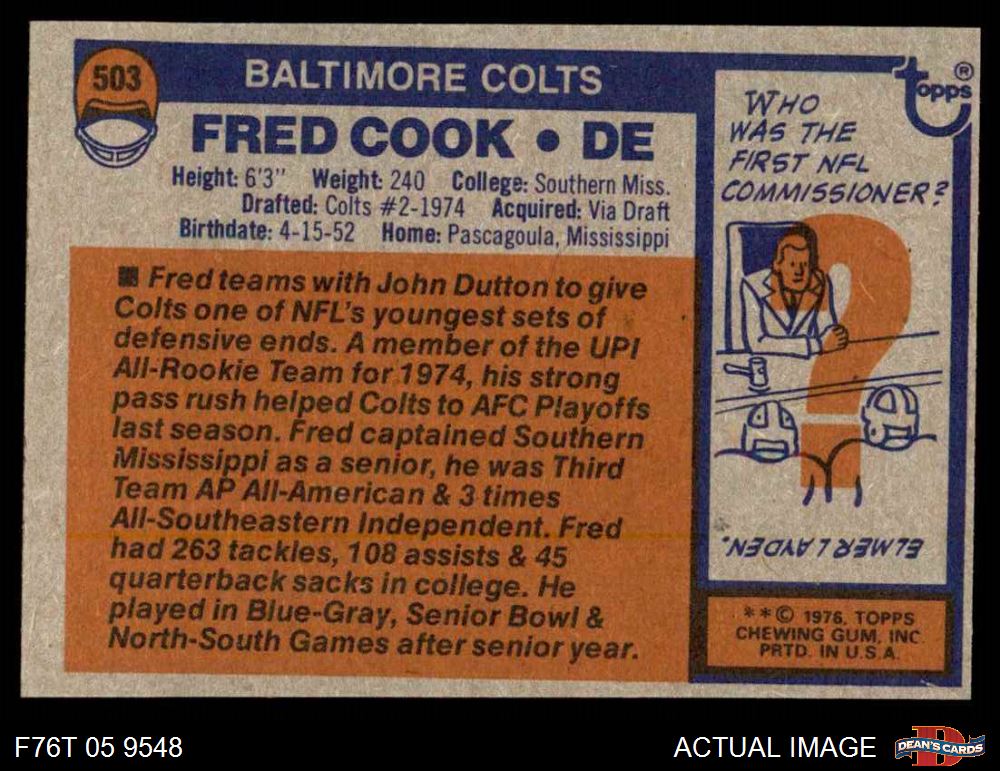 503
BALTIMORE COLTS
FRED COOK • DE
Height: 6'3" Weight: 240 College: Southern Miss.
Drafted: Colts #2-1974 Acquired: Via Draft
Birthdate: 4-15-52 Home: Pascagoula, Mississippi
■ Fred teams with John Dutton to give
Colts one of NFL's youngest sets of
defensive ends. A member of the UPI
All-Rookie Team for 1974, his strong
pass rush helped Colts to AFC Playoffs
last season. Fred captained Southern
Mississippi as a senior, he was Third
Team AP All-American & 3 times
All-Southeastern Independent. Fred
had 263 tackles, 108 assists & 45
quarterback sacks in college. He
played in Blue-Gray, Senior Bowl &
North-South Games after senior year.
topps®
WHO
WAS THE
FIRST NFL
COMMISSIONER?
ELMER LAYDEN.
**© 1976. TOPPS
CHEWING GUM, INC.
PRTD. IN U.S.A.
F76T 05 9548
ACTUAL IMAGE
D
DEAN'S CARDS